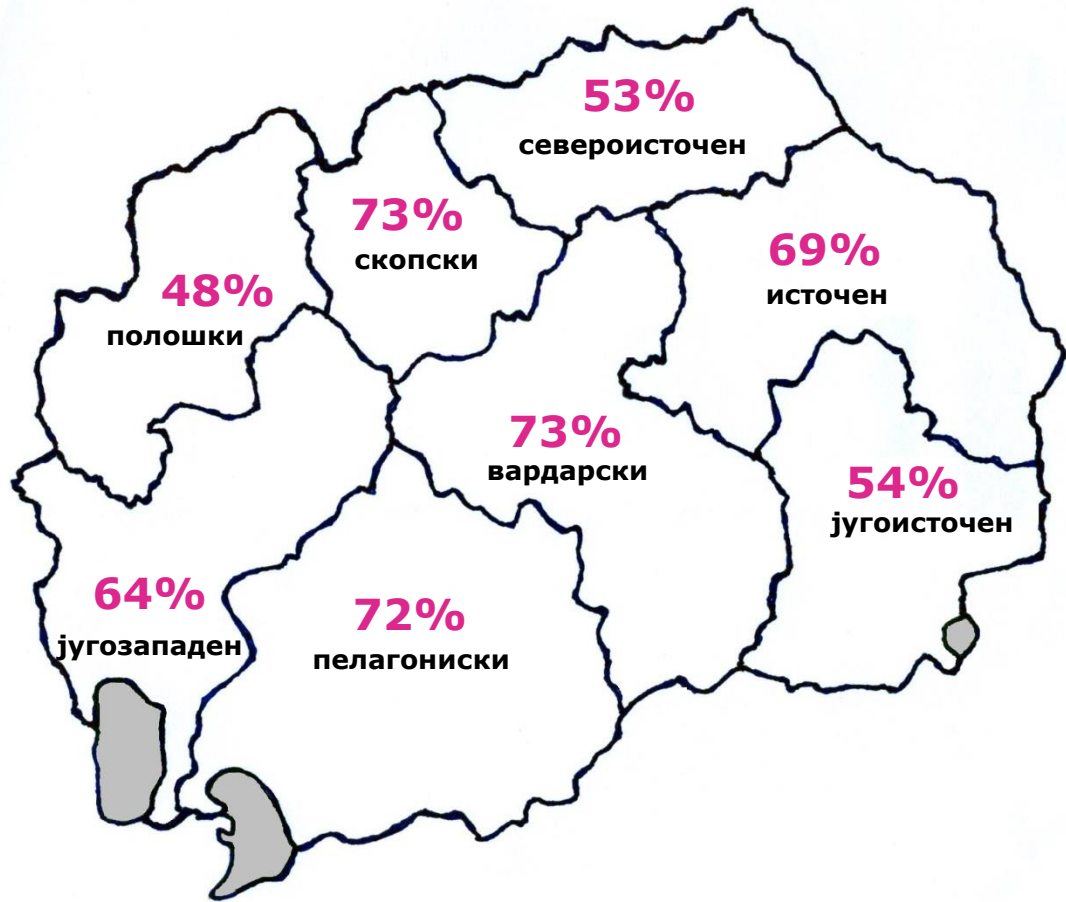 53%
североисточен
73%
скопски
69%
источен
48%
полошки
73%
вардарски
54%
југоисточен
64%
југозападен
72%
пелагониски